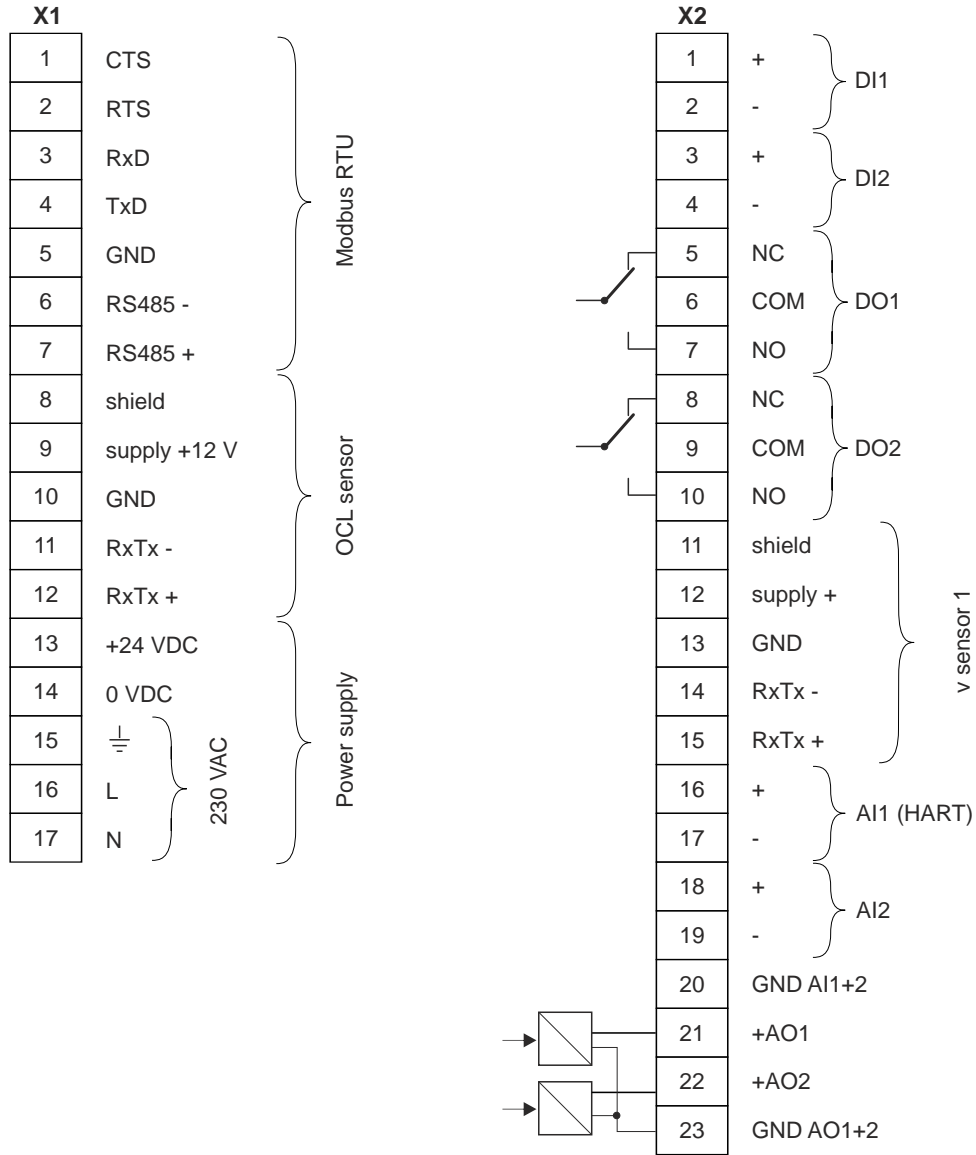 X1
1 CTS
2 RTS
3 RxD
4 TxD
5 GND
6 RS485 -
7 RS485 +
Modbus RTU
8 shield
9 supply +12 V
10 GND
11 RxTx -
12 RxTx +
OCL sensor
13 +24 VDC
14 0 VDC
15
16 L
17 N
230 VAC
Power supply
X2
1 +
2 -
DI1
3 +
4 -
DI2
5 NC
6 COM
7 NO
DO1
8 NC
9 COM
10 NO
DO2
11 shield
12 supply +
13 GND
14 RxTx -
15 RxTx +
v sensor 1
16 +
17 -
AI1 (HART)
18 +
19 -
AI2
20 GND AI1+2
21 +AO1
22 +AO2
23 GND AO1+2